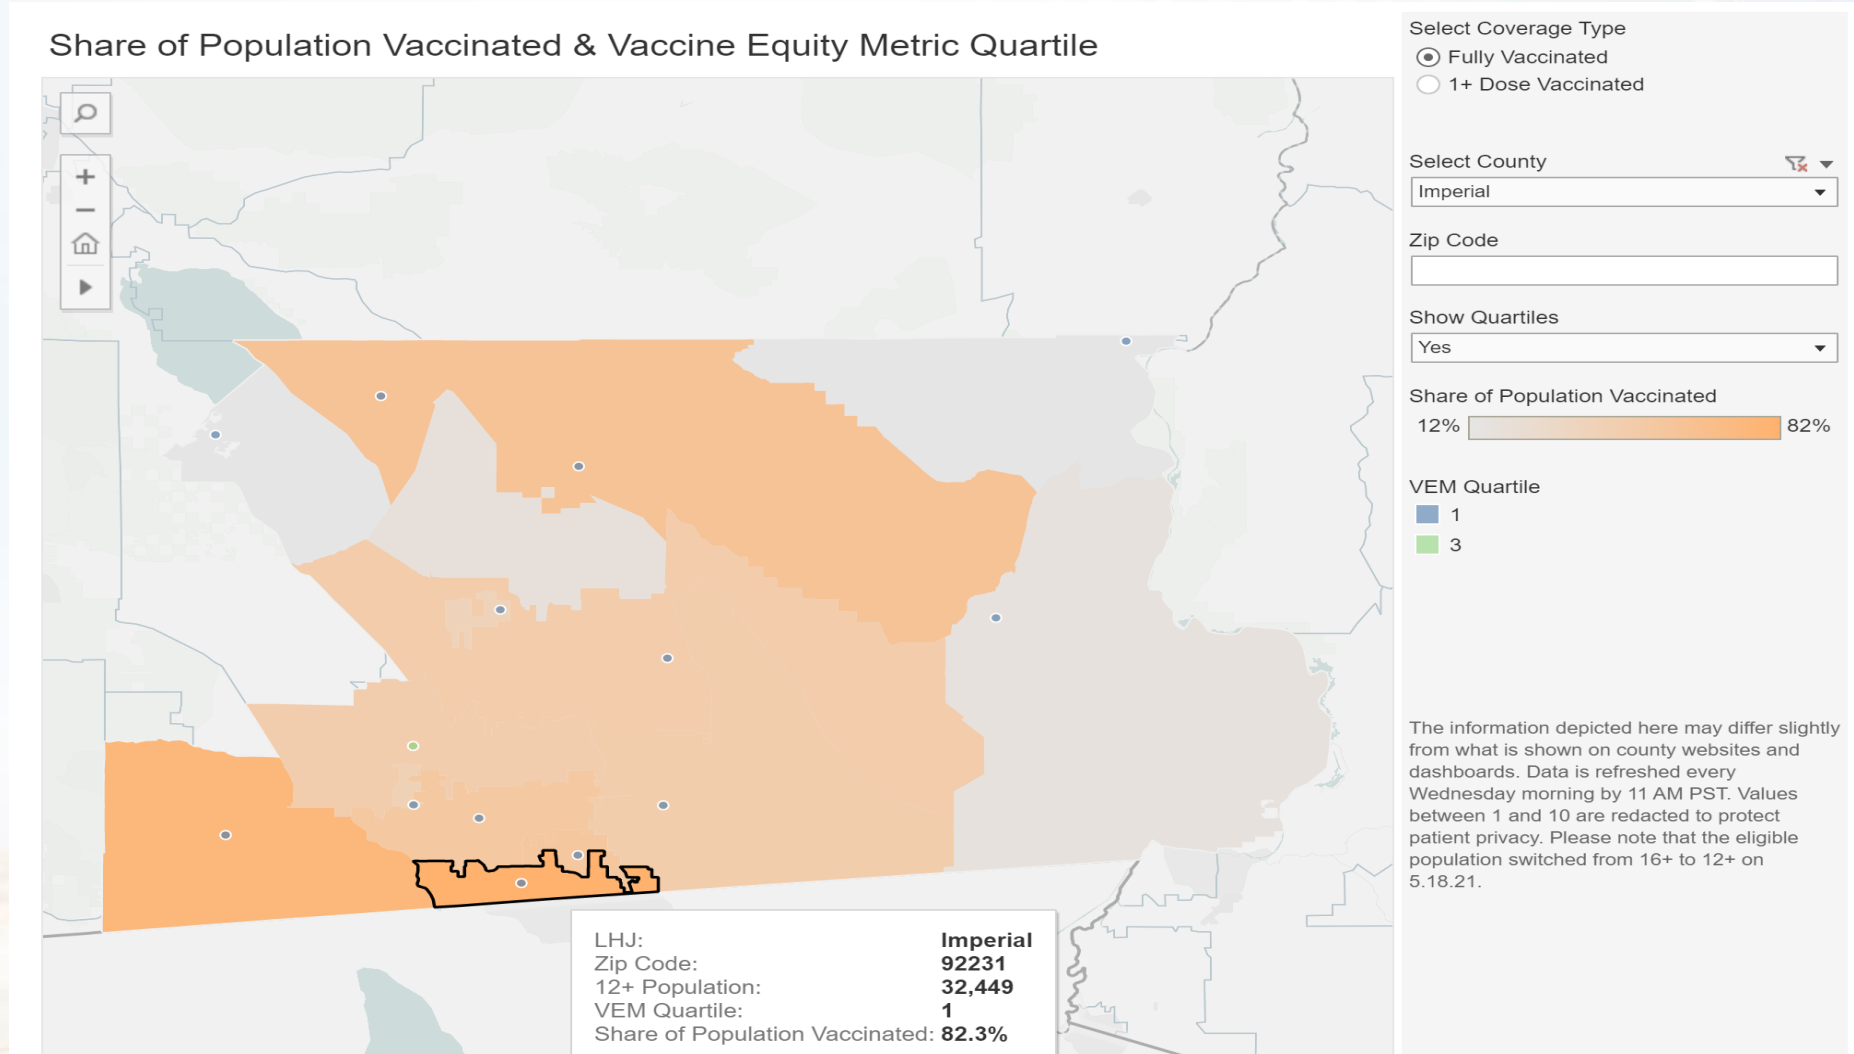 Share of Population Vaccinated & Vaccine Equity Metric Quartile
Select Coverage Type
Fully Vaccinated
1+ Dose Vaccinated
Select County
Imperial
Zip Code
Show Quartiles
Yes
Share of Population Vaccinated
12% 82%
VEM Quartile
1
3
The information depicted here may differ slightly
from what is shown on county websites and
dashboards. Data is refreshed every
Wednesday morning by 11 AM PST. Values
between 1 and 10 are redacted to protect
patient privacy. Please note that the eligible
population switched from 16+ to 12+ on
5.18.21.
LHJ: Imperial
Zip Code: 92231
12+ Population: 32,449
VEM Quartile: 1
Share of Population Vaccinated: 82.3%